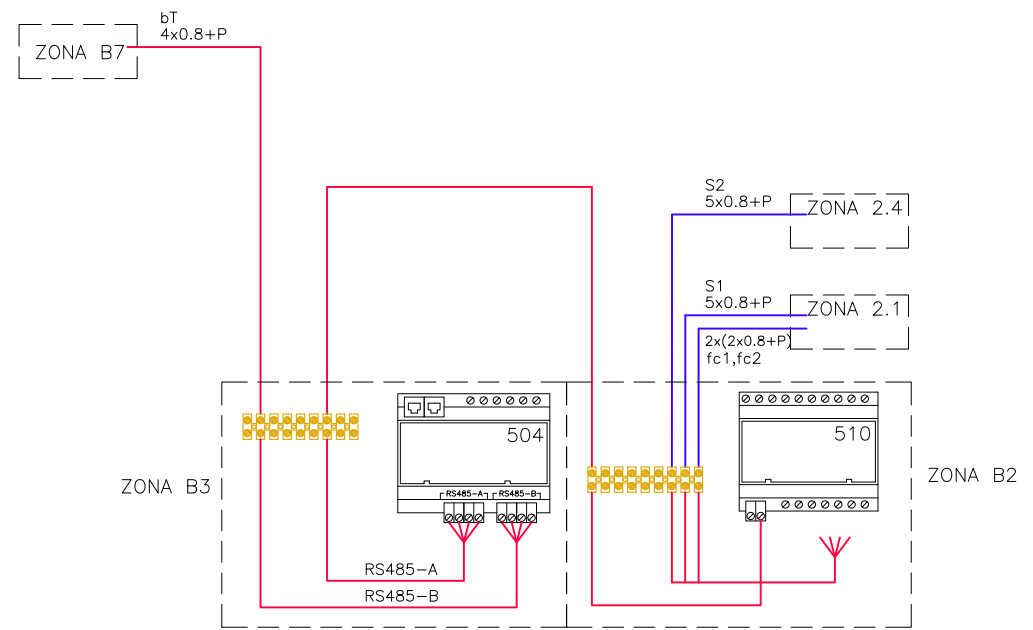 bT
4x0.8+P
ZONA B7
S2
5x0.8+P
ZONA 2.4
S1
5x0.8+P
ZONA 2.1
2x(2x0.8+P)
fc1,fc2
504
510
ZONA B3
ZONA B2
RS485-A
RS485-B
RS485-A
RS485-B